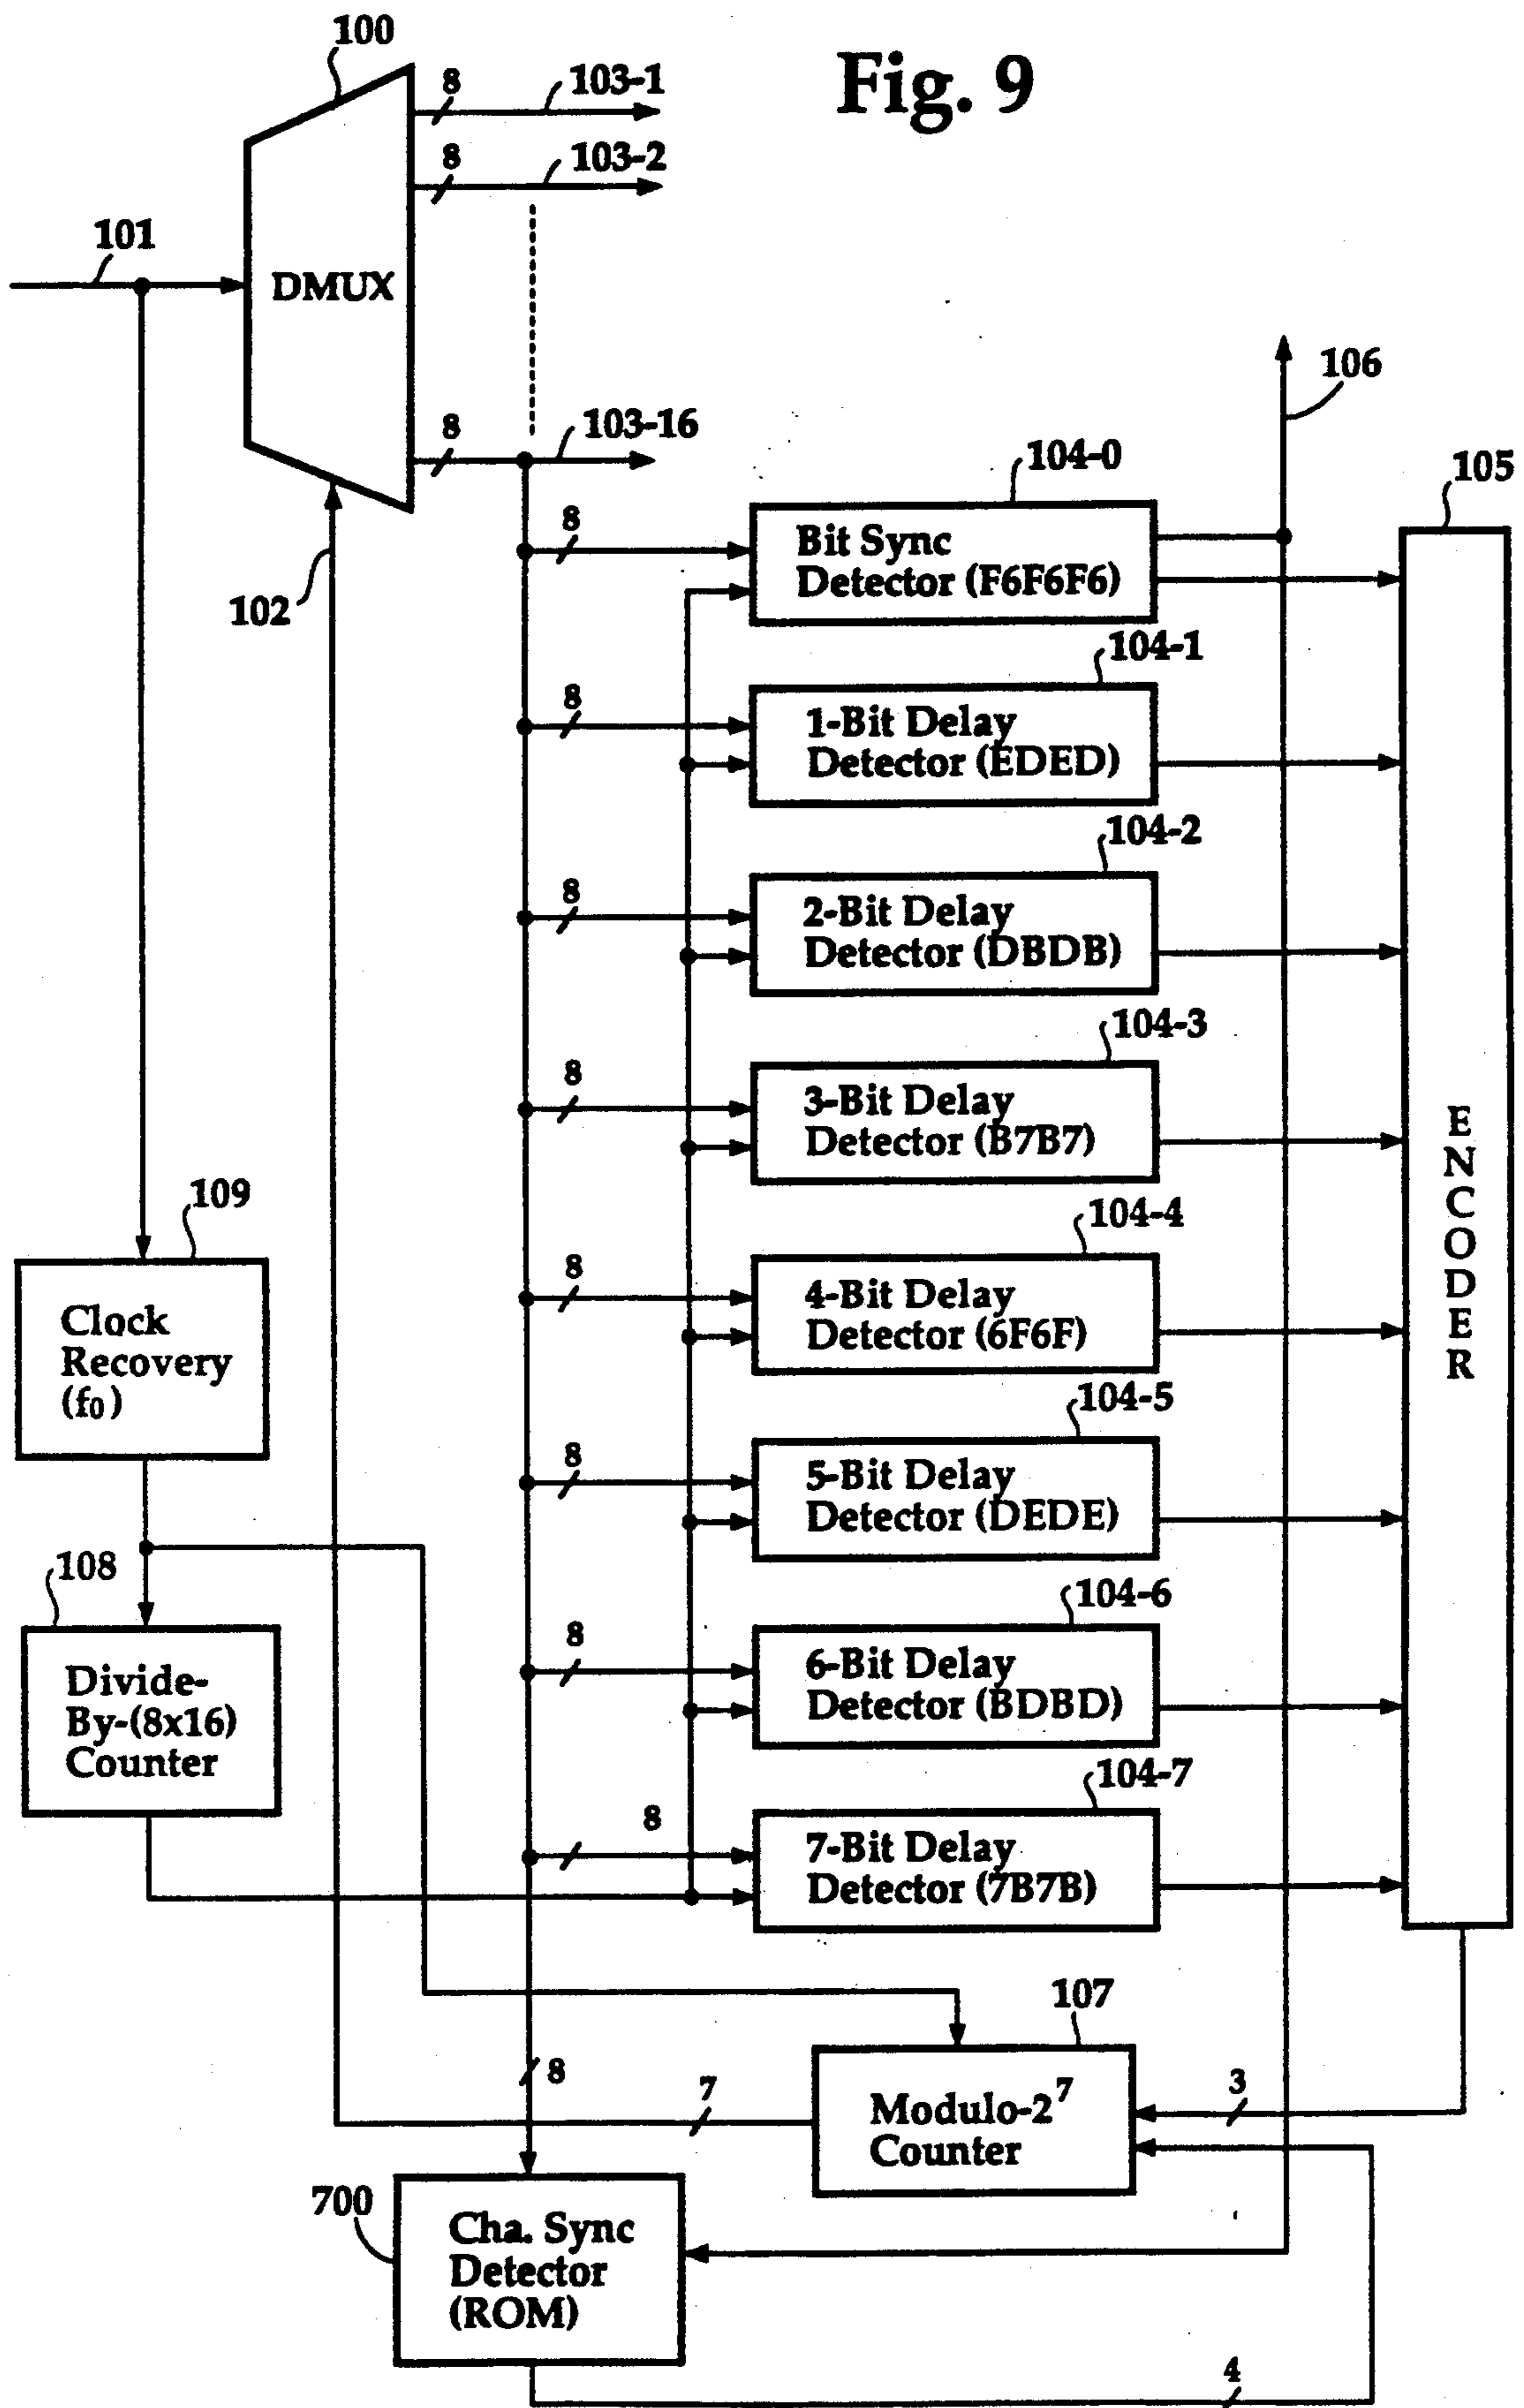 Fig. 9
100
8
103-1
8
103-2
101
DMUX
8
103-16
102
106
105
104-0
8
Bit Sync
Detector (F6F6F6)
104-1
8
1-Bit Delay
Detector (EDED)
104-2
8
2-Bit Delay
Detector (DBDB)
104-3
8
3-Bit Delay
Detector (B7B7)
104-4
8
4-Bit Delay
Detector (6F6F)
104-5
8
5-Bit Delay
Detector (DEDE)
104-6
8
6-Bit Delay
Detector (BDBD)
104-7
8
7-Bit Delay
Detector (7B7B)
ENCODER
109
Clock
Recovery
(f0)
108
Divide-
By-(8x16)
Counter
107
8
7
Modulo-2⁷
Counter
3
700
Cha. Sync
Detector
(ROM)
4